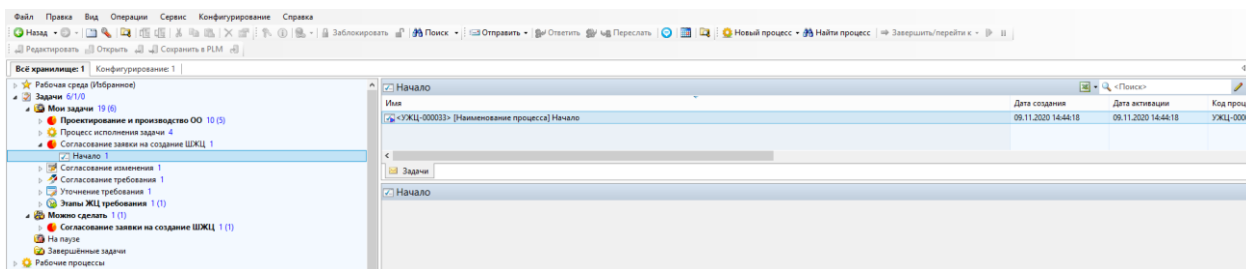 Файл Правка Вид Операции Сервис Конфигурирование Справка
Назад Заблокировать Поиск Отправить Ответить Переслать Новый процесс Найти процесс Завершить/перейти к
Редактировать Открыть Сохранить в PLM
Всё хранилище: 1 Конфигурирование: 1
Рабочая среда (Избранное)
Задачи 6/1/0
Мои задачи 19 (6)
Проектирование и производство ОО 10 (5)
Процесс исполнения задачи 4
Согласование заявки на создание ШЖЦ 1
Начало 1
Согласование изменения 1
Согласование требования 1
Уточнение требования 1
Этапы ЖЦ требования 1 (1)
Можно сделать 1 (1)
Согласование заявки на создание ШЖЦ 1 (1)
На паузе
Завершённые задачи
Рабочие процессы
Начало <Поиск>
Имя Дата создания Дата активации Код проц
<УЖЦ-000033> [Наименование процесса] Начало 09.11.2020 14:44:18 09.11.2020 14:44:18 УЖЦ-000
Задачи
Начало